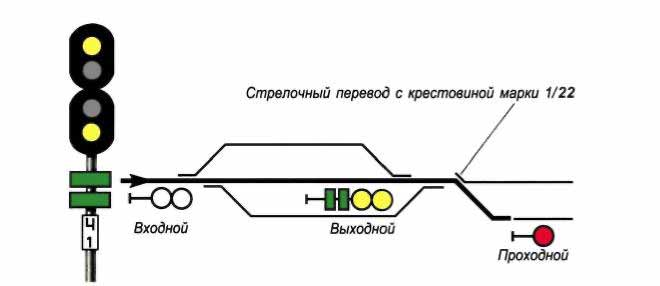 Стрелочный перевод с крестовиной марки 1/22
Ч
1
Входной
Выходной
Проходной